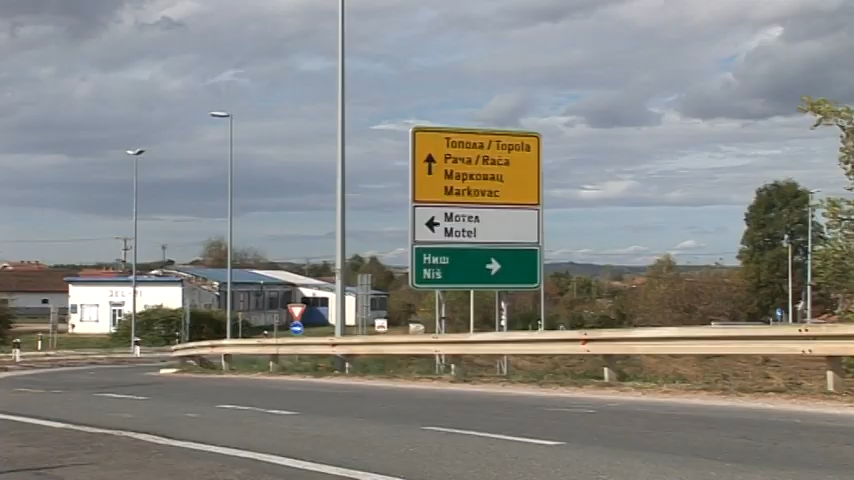 Топола / Topola
Рача / Rača
Марковац
Markovac
Мотел
Motel
Ниш
Niš